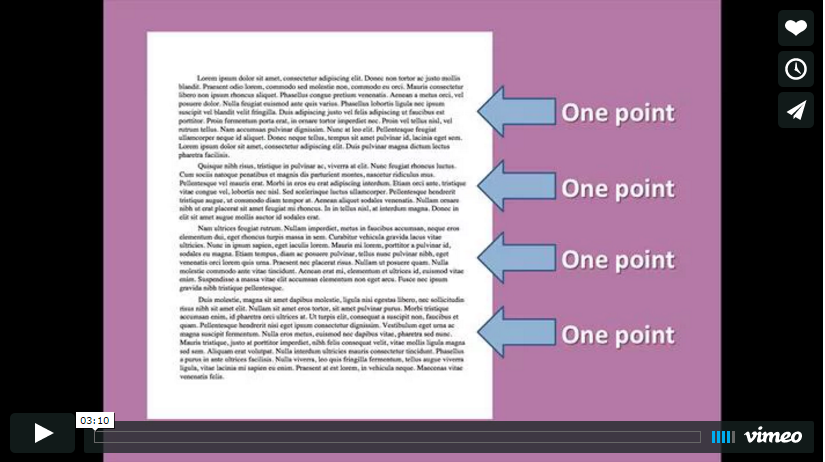 Lorem ipsum dolor sit amet, consectetur adipiscing elit. Donec non tortor ac justo mollis
blandit. Praesent odio lorem, commodo sed molestie non, commodo eu orci. Mauris consectetur
libero non ipsum rhoncus aliquet. Phasellus congue pretium venenatis. Aenean a metus orci, vel
posuere dolor. Nulla feugiat euismod ante quis varius. Phasellus lobortis ligula nec ipsum
suscipit vel blandit velit fringilla. Duis adipiscing justo vel felis adipiscing ut faucibus est
porttitor. Proin fermentum porta erat, in ornare tortor imperdiet nec. Proin vel tellus nisl, vel
rutrum tellus. Nam accumsan pulvinar dignissim. Nunc at leo elit. Pellentesque feugiat
ullamcorper neque id aliquet. Donec neque tellus, tempus sit amet pulvinar id, lacinia eget sem.
Lorem ipsum dolor sit amet, consectetur adipiscing elit. Duis pulvinar magna dictum lectus
pharetra facilisis.
One point
Quisque nibh risus, tristique in pulvinar ac, viverra at elit. Nunc feugiat rhoncus luctus.
Cum sociis natoque penatibus et magnis dis parturient montes, nascetur ridiculus mus.
Pellentesque vel mauris erat. Morbi in eros eu erat adipiscing interdum. Etiam orci ante, tristique
vitae congue vel, lobortis nec nisl. Sed scelerisque luctus ullamcorper. Pellentesque
tristique augue, ut commodo diam tempor at. Aenean aliquet sodales venenatis. Nullam ornare
nibh ut erat placerat sit amet feugiat mi rhoncus. In in tellus nisl, at interdum magna. Donec in
elit sit amet augue mollis auctor id sodales erat.
One point
Nam ultrices feugiat rutrum. Nullam imperdiet, metus in faucibus accumsan, neque eros
elementum dui, eget rhoncus turpis massa in sem. Curabitur vehicula gravida lacus vitae
ultricies. Nunc in ipsum sapien, eget iaculis lorem. Mauris mi lorem, porttitor a pulvinar id,
sodales eu magna. Etiam tempus, diam ac posuere pulvinar, tellus nunc pulvinar nibh, eget
venenatis orci lorem quis urna. Praesent nec placerat risus. Nullam ut posuere quam. Nulla
molestie commodo ante vitae tincidunt. Aenean erat mi, elementum et ultrices id, euismod vitae
enim. Suspendisse a massa vitae elit accumsan elementum non eget arcu. Fusce nec ipsum
gravida nibh tristique pellentesque.
One point
Duis molestie, magna sit amet dapibus molestie, ligula nisi egestas libero, nec sollicitudin
risus nibh sit amet elit. Nullam sit amet eros tortor, sit amet pulvinar purus. Morbi tristique
accumsan enim, id pharetra orci ultrices at. Ut turpis elit, consequat a suscipit non, faucibus et
quam. Pellentesque hendrerit nisi eget ipsum consectetur dignissim. Vestibulum eget urna ac
magna suscipit fermentum. Nulla eros metus, euismod nec dapibus vitae, pharetra sed nunc.
Mauris tristique, justo at porttitor imperdiet, nibh felis consequat velit, vitae mollis ligula magna
sed sem. Aliquam erat volutpat. Nulla interdum ultricies mauris consectetur tincidunt. Phasellus
a purus in ante ultrices facilisis. Nulla viverra, leo quis fringilla fermentum, tellus augue viverra
ligula, vitae lacinia mi sapien eu enim. Praesent at est lorem, in vehicula neque. Maecenas vitae
venenatis felis.
One point
03:10
vimeo